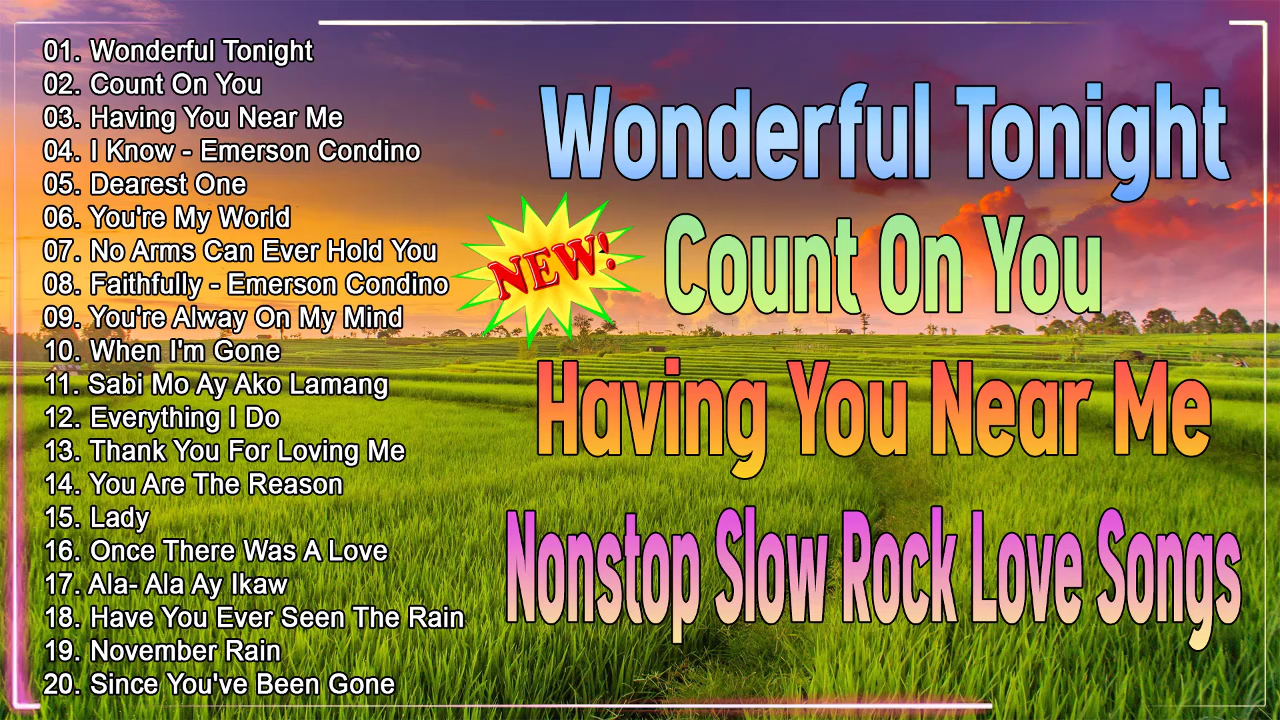 01. Wonderful Tonight
02. Count On You
03. Having You Near Me
04. I Know - Emerson Condino
05. Dearest One
06. You're My World
07. No Arms Can Ever Hold You
08. Faithfully - Emerson Condino
09. You're Alway On My Mind
10. When I'm Gone
11. Sabi Mo Ay Ako Lamang
12. Everything I Do
13. Thank You For Loving Me
14. You Are The Reason
15. Lady
16. Once There Was A Love
17. Ala- Ala Ay Ikaw
18. Have You Ever Seen The Rain
19. November Rain
20. Since You've Been Gone
Wonderful Tonight
NEW!
Count On You
Having You Near Me
Nonstop Slow Rock Love Songs